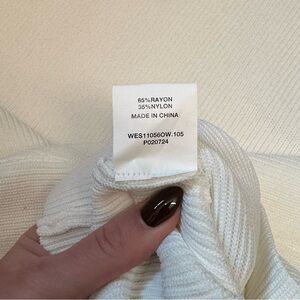 65%RAYON
35%NYLON
MADE IN CHINA
WES11056OW.105
P020724